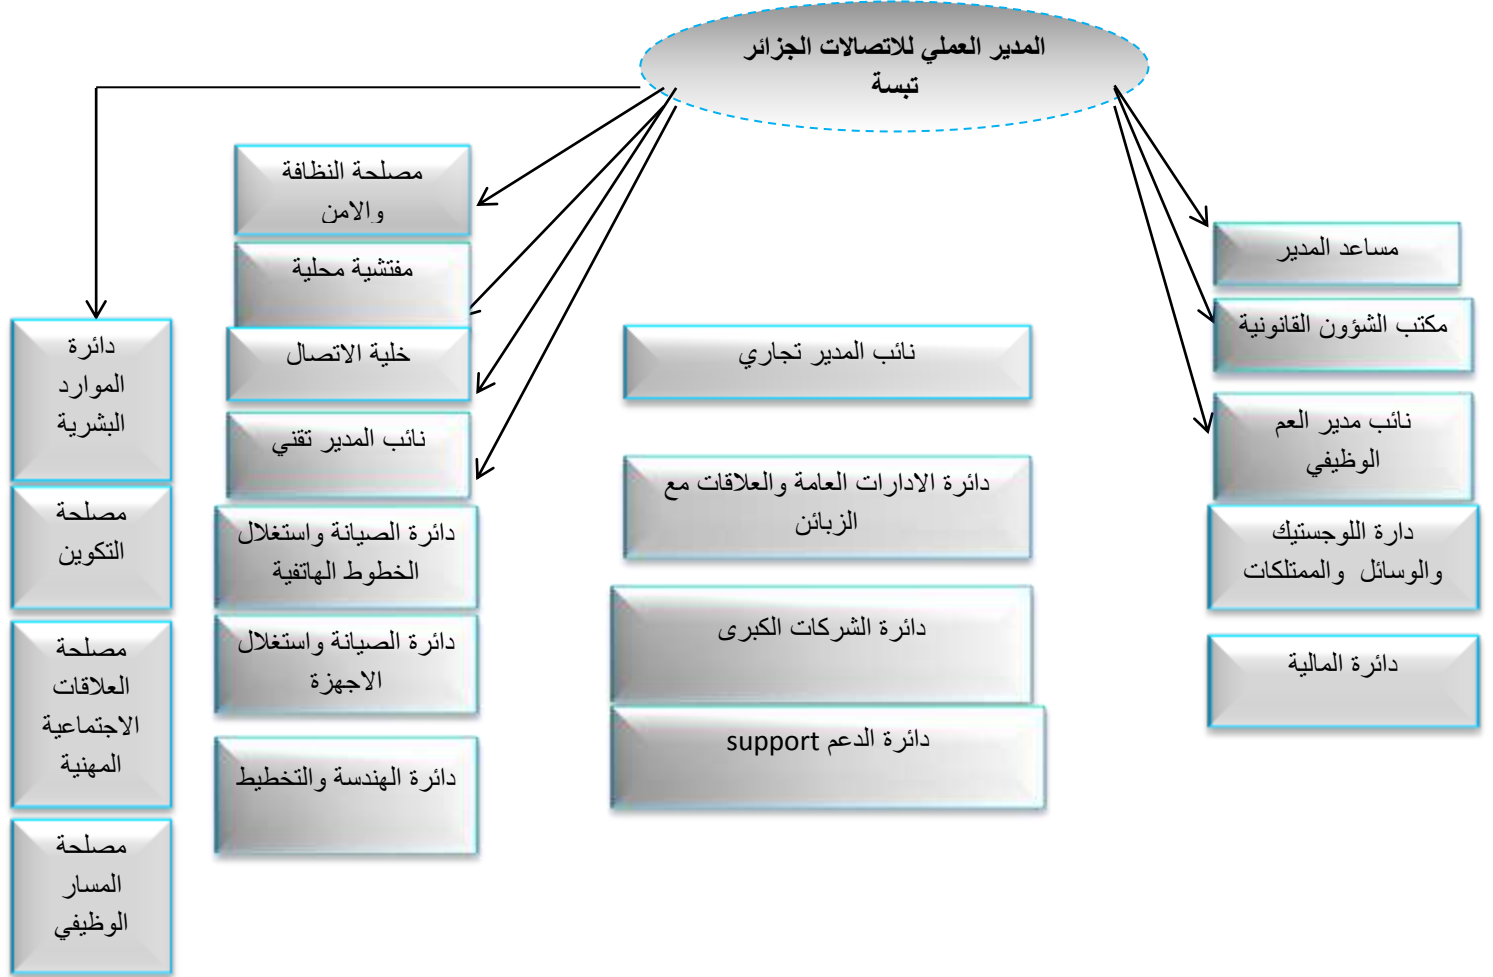 المدير العملي للاتصالات الجزائر
تبسة
مساعد المدير
مكتب الشؤون القانونية
نائب مدير العم
الوظيفي
دارة اللوجستيك
والوسائل والممتلكات
دائرة المالية
نائب المدير تجاري
دائرة الادارات العامة والعلاقات مع
الزبائن
دائرة الشركات الكبرى
دائرة الدعم support
مصلحة النظافة
والامن
مفتشية محلية
خلية الاتصال
نائب المدير تقني
دائرة الصيانة واستغلال
الخطوط الهاتفية
دائرة الصيانة واستغلال
الاجهزة
دائرة الهندسة والتخطيط
دائرة
الموارد
البشرية
مصلحة
التكوين
مصلحة
العلاقات
الاجتماعية
المهنية
مصلحة
المسار
الوظيفي